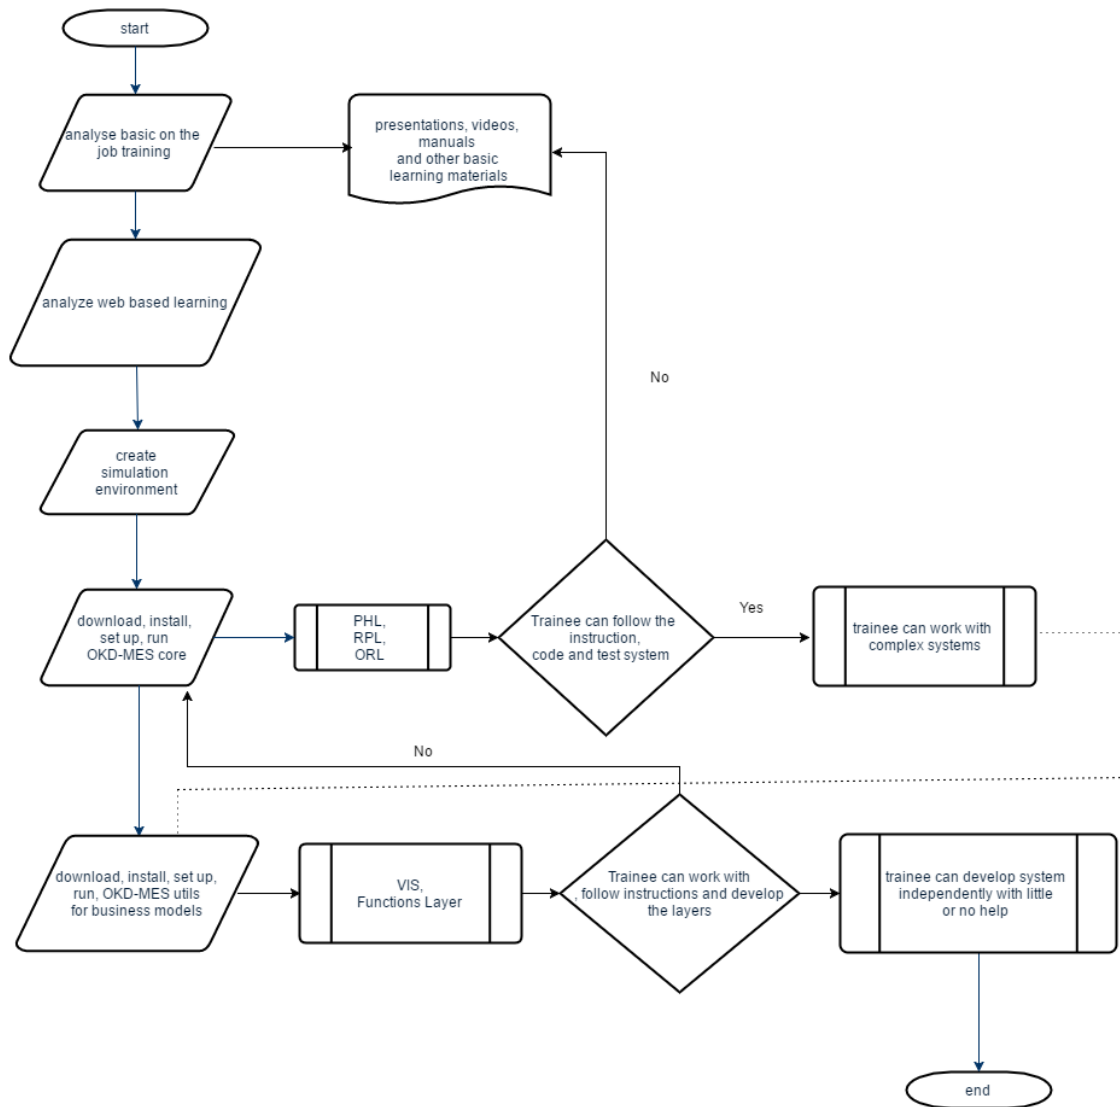 start
analyse basic on the
job training
presentations, videos,
manuals
and other basic
learning materials
analyze web based learning
No
create
simulation
environment
download, install,
set up, run
OKD-MES core
PHL,
RPL,
ORL
Trainee can follow the
instruction,
code and test system
Yes
trainee can work with
complex systems
No
download, install, set up,
run, OKD-MES utils
for business models
VIS,
Functions Layer
Trainee can work with
, follow instructions and develop
the layers
trainee can develop system
independently with little
or no help
end